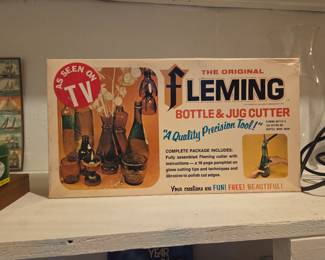 AS SEEN ON
TV
THE ORIGINAL
FLEMING
BOTTLE & JUG CUTTER
"A Quality Precision Tool!"
COMPLETE PACKAGE INCLUDES:
Fully assembled Fleming cutter with
instructions — a 16 page pamphlet on
glass cutting tips and techniques and
abrasive to polish cut edges.
Your creations are FUN! FREE! BEAUTIFUL!
YEAR